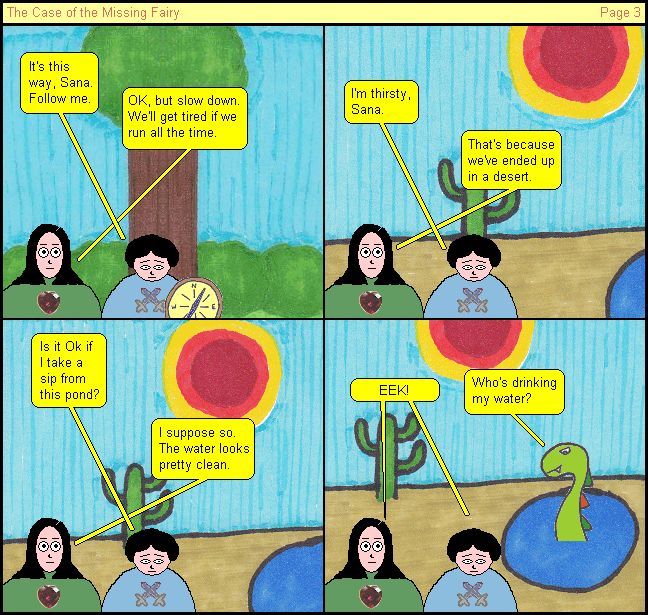 The Case of the Missing Fairy
Page 3
It's this
way, Sana.
Follow me.
OK, but slow down.
We'll get tired if we
run all the time.
I'm thirsty,
Sana.
That's because
we've ended up
in a desert.
Is it Ok if
I take a
sip from
this pond?
I suppose so.
The water looks
pretty clean.
EEK!
Who's drinking
my water?